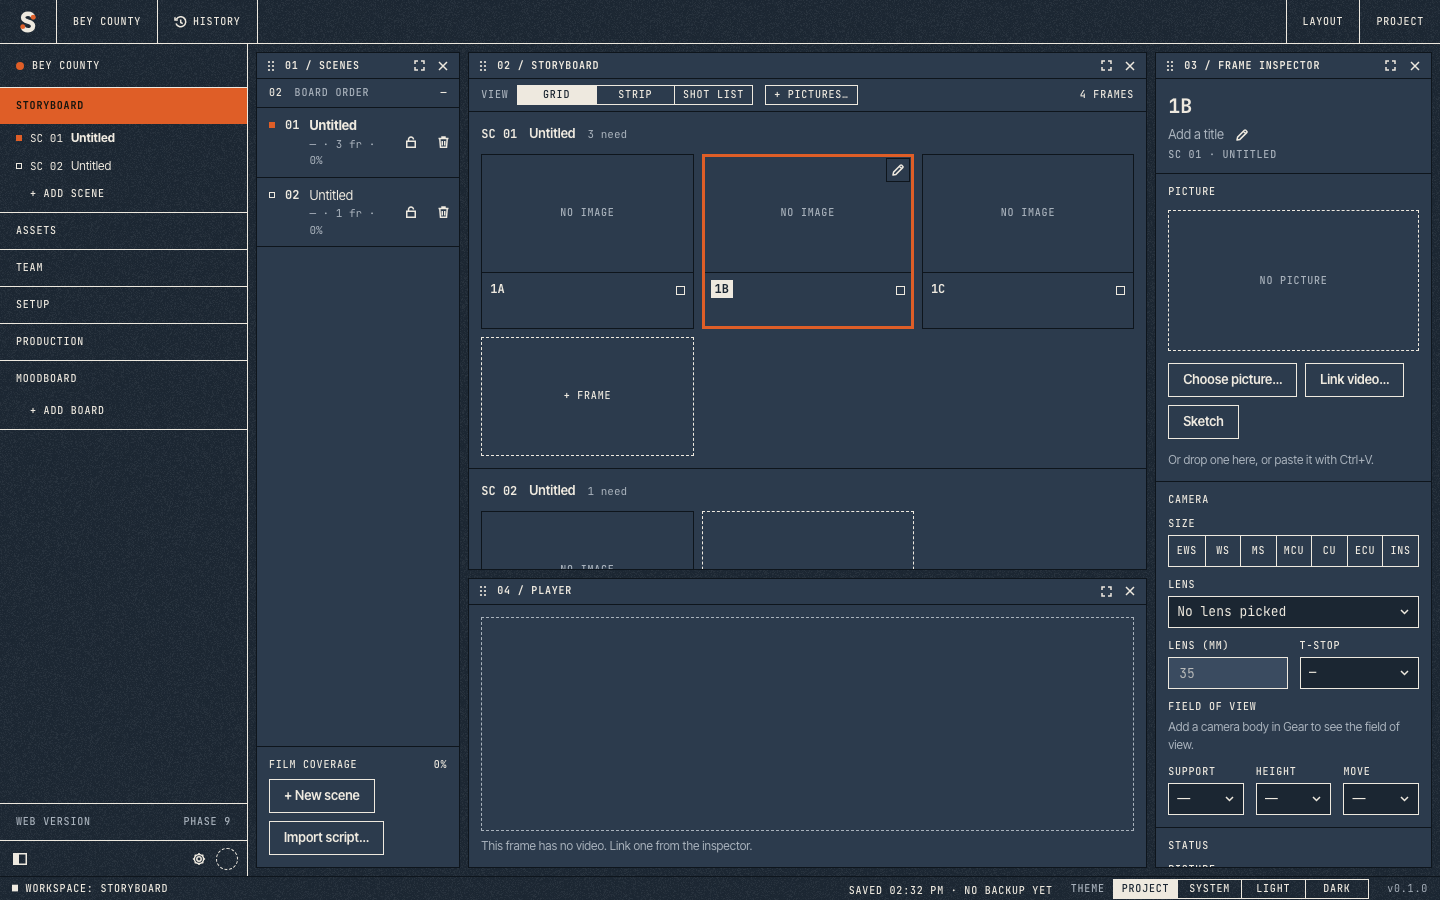 S
BEY COUNTY
HISTORY
LAYOUT
PROJECT
BEY COUNTY
STORYBOARD
SC 01 Untitled
SC 02 Untitled
+ ADD SCENE
ASSETS
TEAM
SETUP
PRODUCTION
MOODBOARD
+ ADD BOARD
WEB VERSION
PHASE 9
01 / SCENES
02 BOARD ORDER —
01 Untitled
— · 3 fr ·
0%
02 Untitled
— · 1 fr ·
0%
FILM COVERAGE 0%
+ New scene
Import script...
02 / STORYBOARD
VIEW GRID STRIP SHOT LIST + PICTURES… 4 FRAMES
SC 01 Untitled 3 need
NO IMAGE
NO IMAGE
NO IMAGE
1A
1B
1C
+ FRAME
SC 02 Untitled 1 need
NO IMAGE
04 / PLAYER
This frame has no video. Link one from the inspector.
03 / FRAME INSPECTOR
1B
Add a title
SC 01 · UNTITLED
PICTURE
NO PICTURE
Choose picture...
Link video...
Sketch
Or drop one here, or paste it with Ctrl+V.
CAMERA
SIZE
EWS WS MS MCU CU ECU INS
LENS
No lens picked
LENS (MM) T-STOP
35 —
FIELD OF VIEW
Add a camera body in Gear to see the field of
view.
SUPPORT HEIGHT MOVE
— — —
STATUS
PICTURE
WORKSPACE: STORYBOARD
SAVED 02:32 PM · NO BACKUP YET
THEME PROJECT SYSTEM LIGHT DARK
v0.1.0